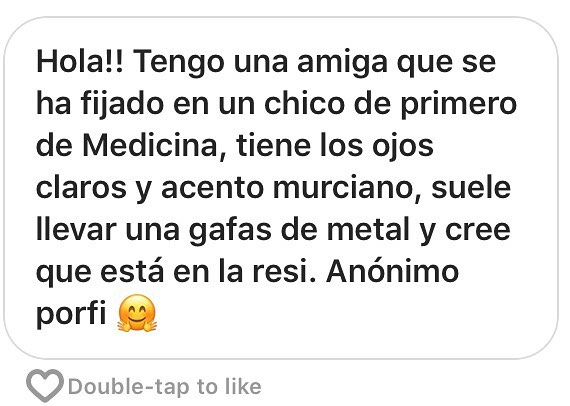 Hola!! Tengo una amiga que se
ha fijado en un chico de primero
de Medicina, tiene los ojos
claros y acento murciano, suele
llevar una gafas de metal y cree
que está en la resi. Anónimo
porfi 🤗
Double-tap to like